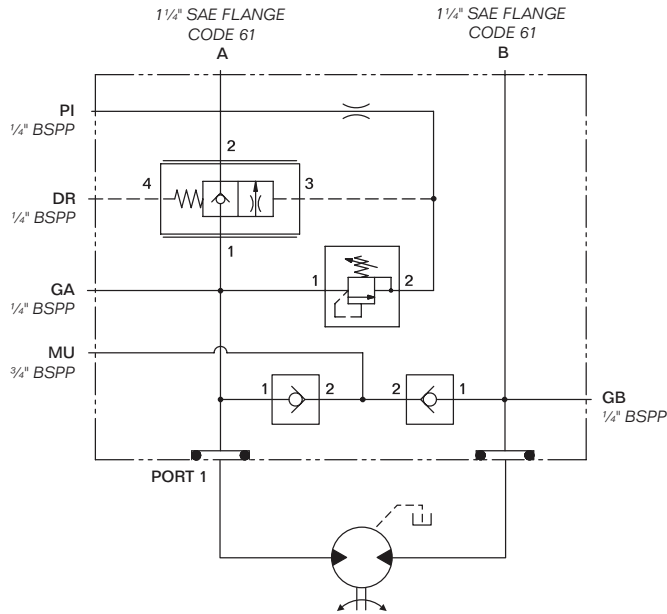 1¼" SAE FLANGE
CODE 61
A
1¼" SAE FLANGE
CODE 61
B
PI
¼" BSPP
2
4
3
DR
¼" BSPP
1
1
2
GA
¼" BSPP
MU
¾" BSPP
1
2
2
1
GB
¼" BSPP
PORT 1